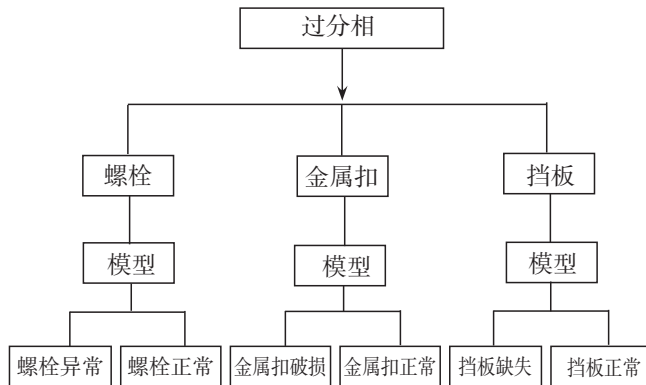 过分相
螺栓
金属扣
挡板
模型
模型
模型
螺栓异常
螺栓正常
金属扣破损
金属扣正常
挡板缺失
挡板正常